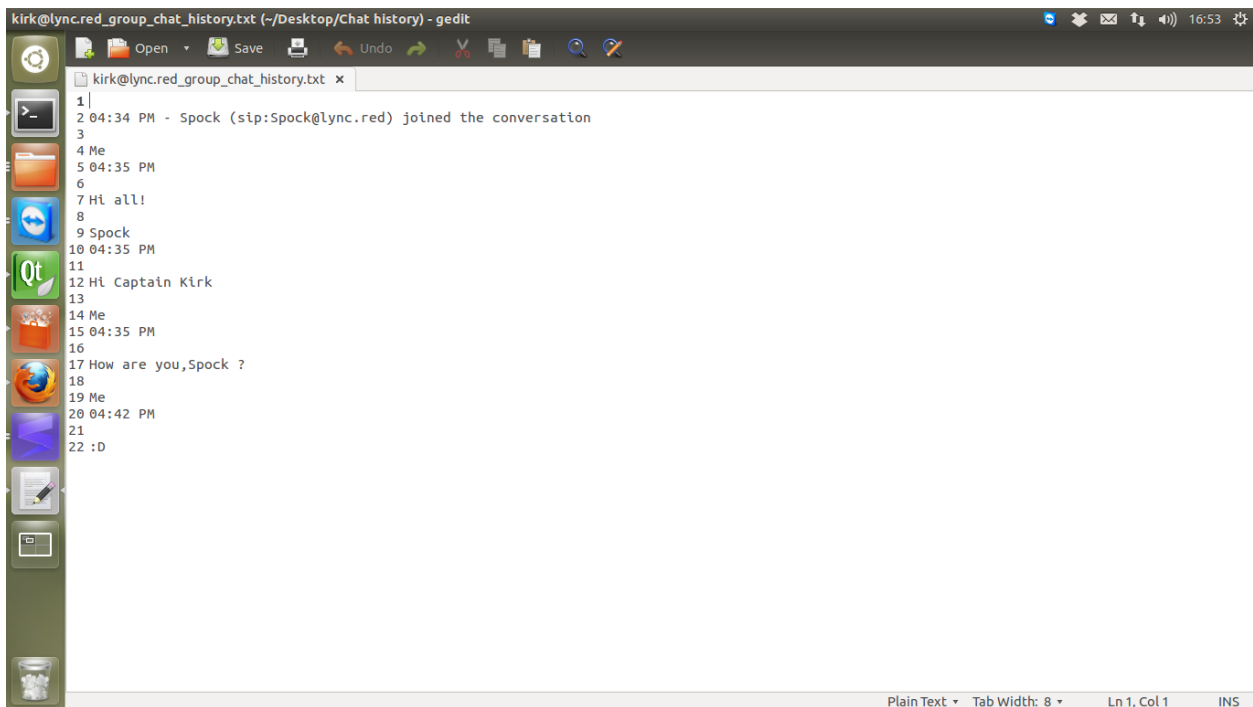 kirk@lync.red_group_chat_history.txt (~/Desktop/Chat history) - gedit
16:53
Open Save Undo
kirk@lync.red_group_chat_history.txt ×
1
2 04:34 PM - Spock (sip:Spock@lync.red) joined the conversation
3
4 Me
5 04:35 PM
6
7 Hi all!
8
9 Spock
10 04:35 PM
11
12 Hi Captain Kirk
13
14 Me
15 04:35 PM
16
17 How are you,Spock ?
18
19 Me
20 04:42 PM
21
22 :D
>_
Qt
Plain Text Tab Width: 8 Ln 1, Col 1 INS